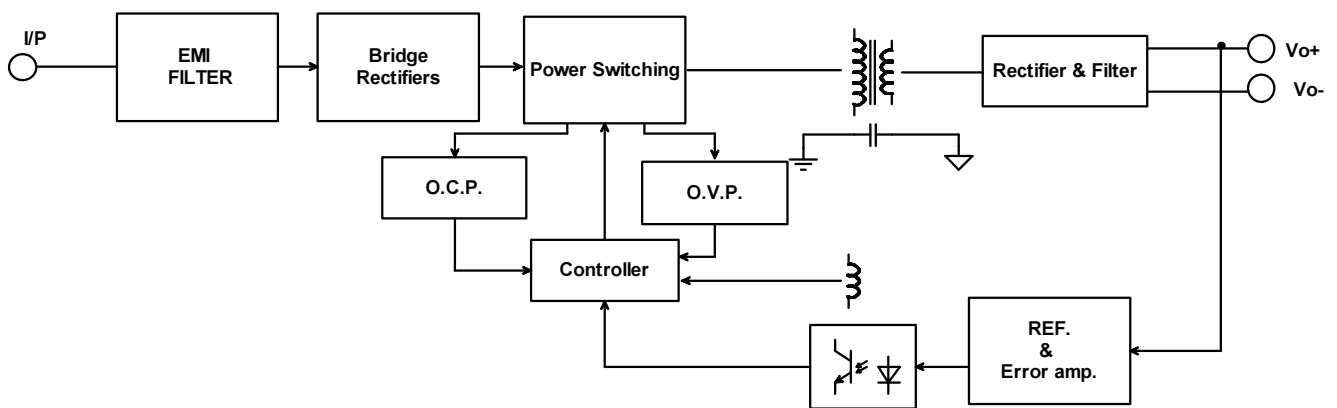 I/P
EMI
FILTER
Bridge
Rectifiers
Power Switching
Rectifier & Filter
Vo+
Vo-
O.C.P.
O.V.P.
Controller
REF.
&
Error amp.